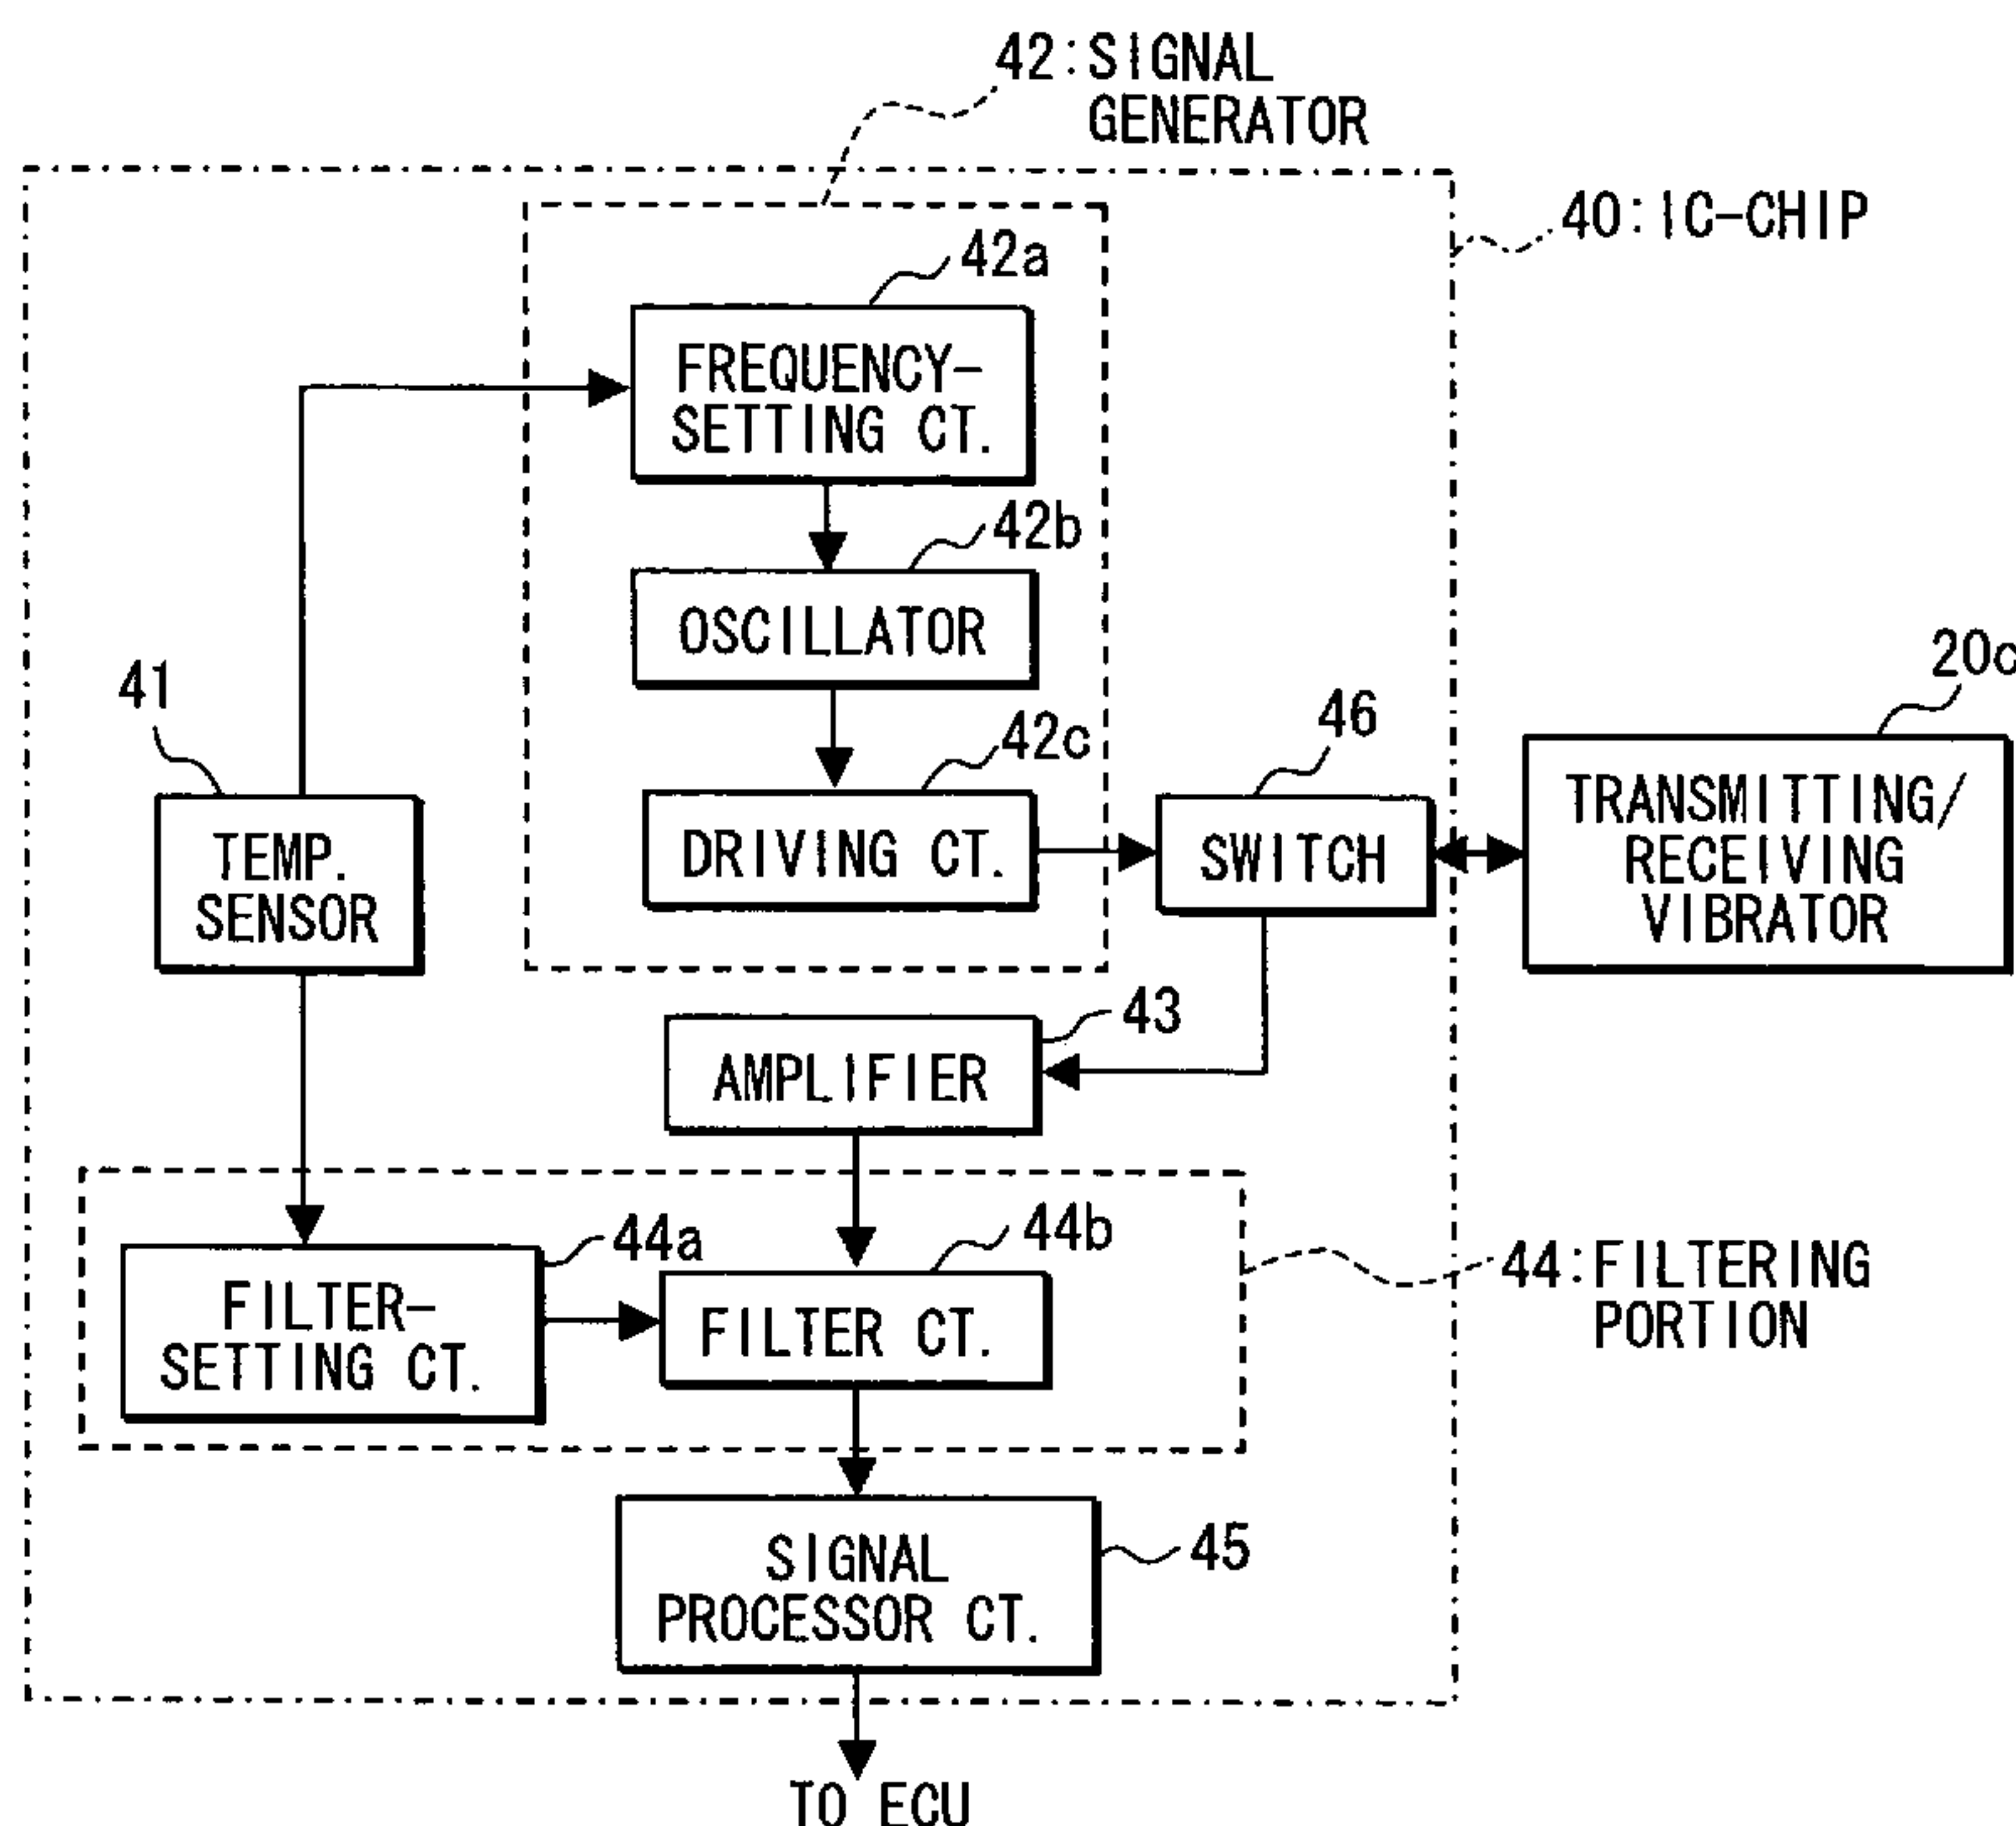 42:SIGNAL
GENERATOR
40:IC-CHIP
42a
FREQUENCY-
SETTING CT.
42b
OSCILLATOR
41
TEMP.
SENSOR
42c
DRIVING CT.
46
SWITCH
20c
TRANSMITTING/
RECEIVING
VIBRATOR
43
AMPLIFIER
44a
FILTER-
SETTING CT.
44b
FILTER CT.
44:FILTERING
PORTION
SIGNAL
PROCESSOR CT.
45
TO ECU